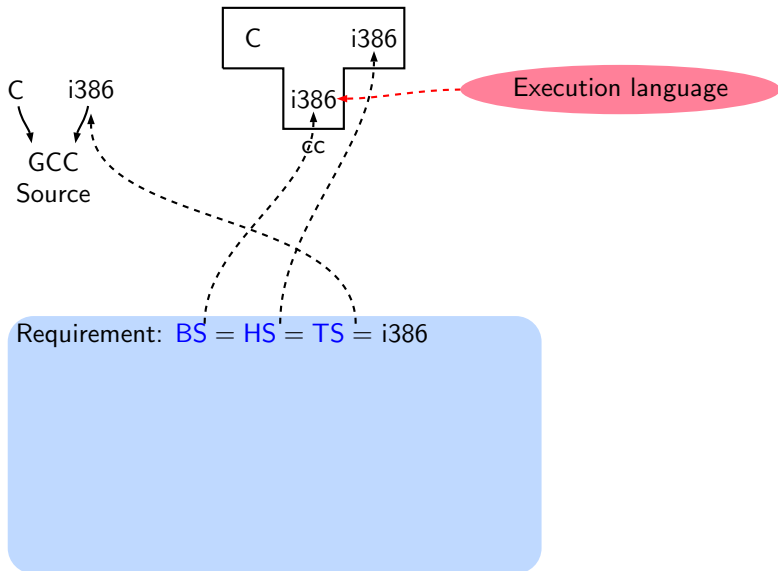 C i386
i386
Execution language
cc
C i386
GCC
Source
Requirement: BS = HS = TS = i386